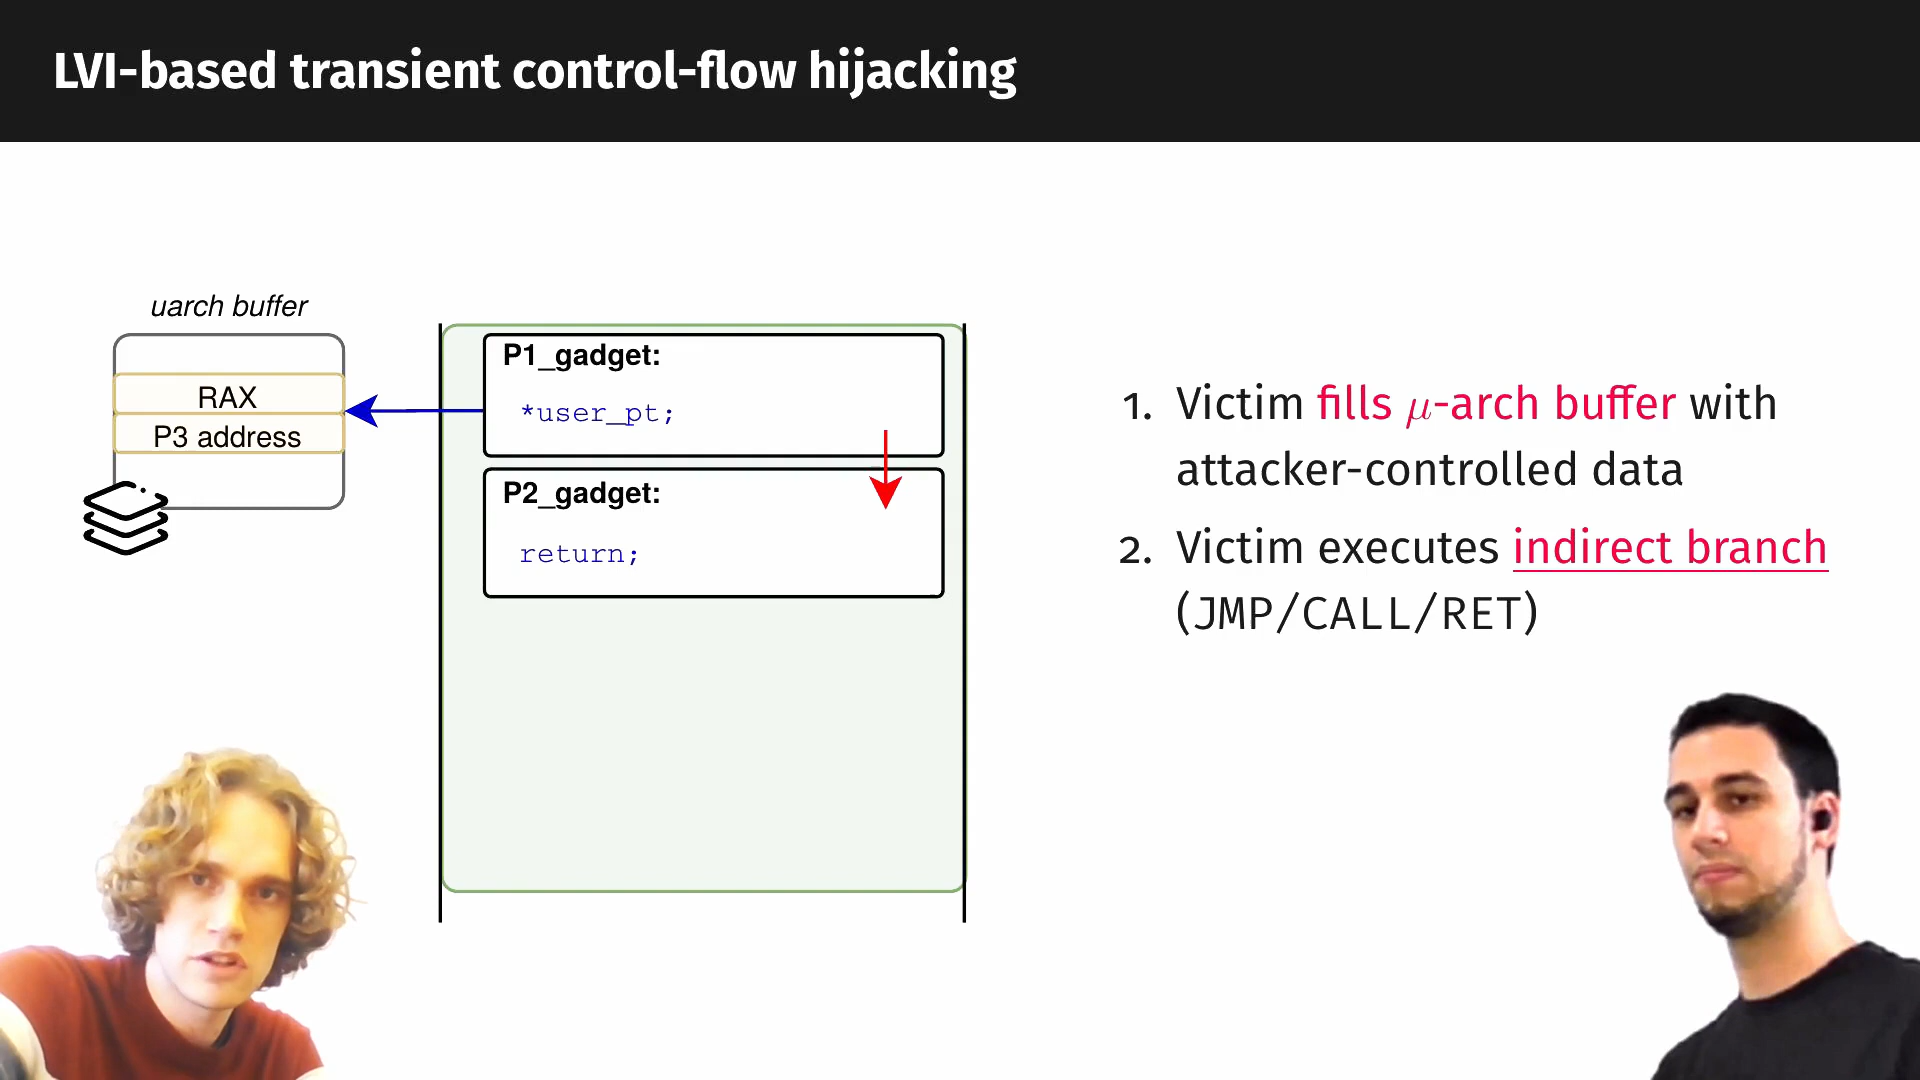 LVI-based transient control-flow hijacking
uarch buffer
RAX
P3 address
P1_gadget:
*user_pt;
P2_gadget:
return;
1. Victim fills μ-arch buffer with
attacker-controlled data
2. Victim executes indirect branch
(JMP/CALL/RET)